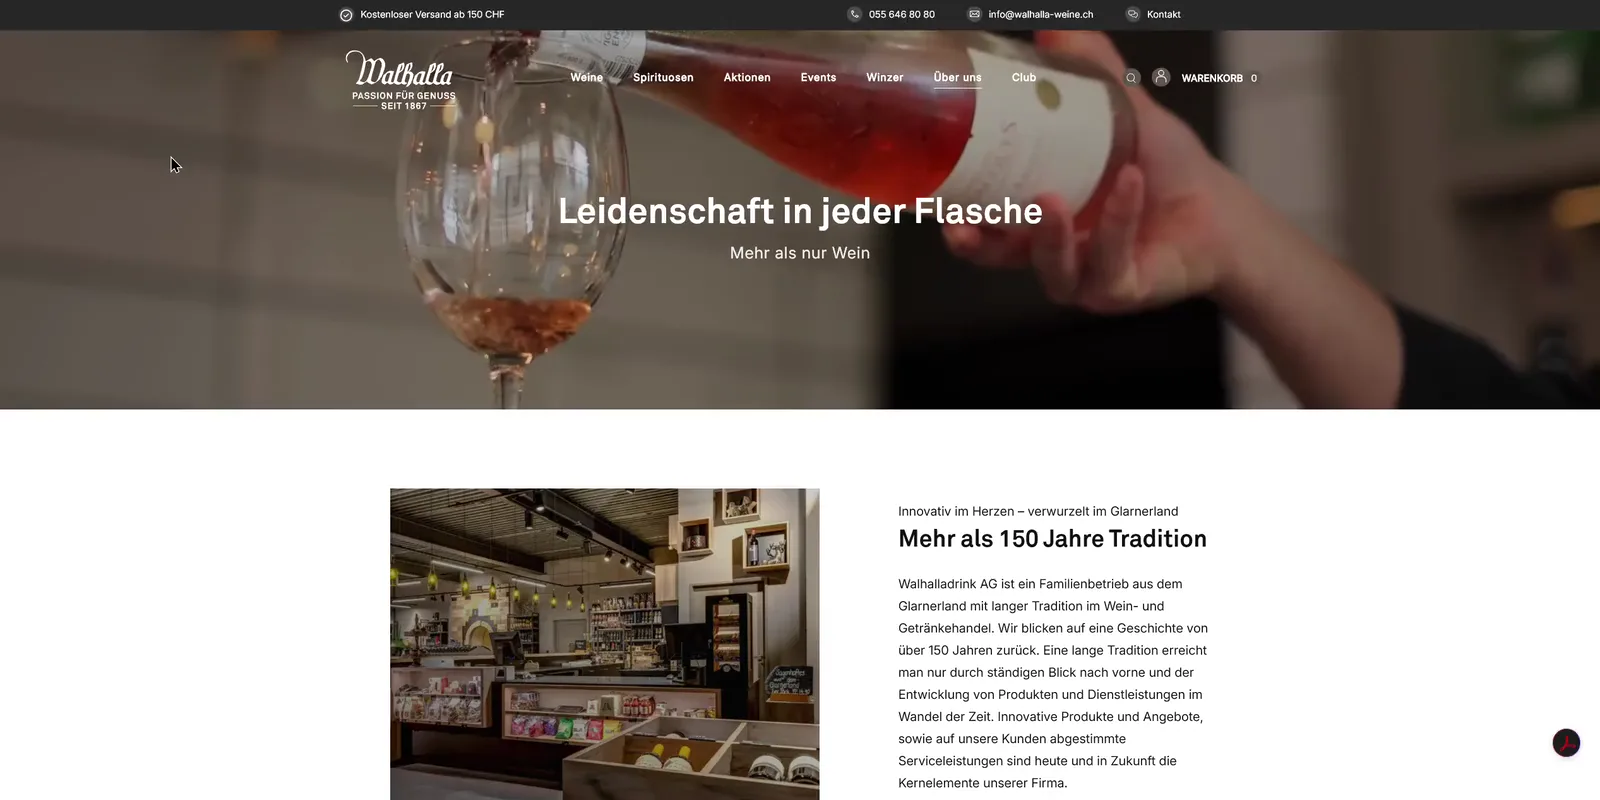 Kostenloser Versand ab 150 CHF
055 646 80 80
info@walhalla-weine.ch
Kontakt
Walhalla
PASSION FÜR GENUSS
SEIT 1867
Weine
Spirituosen
Aktionen
Events
Winzer
Über uns
Club
WARENKORB 0
Leidenschaft in jeder Flasche
Mehr als nur Wein
Innovativ im Herzen – verwurzelt im Glarnerland
Mehr als 150 Jahre Tradition
Walhalladrink AG ist ein Familienbetrieb aus dem
Glarnerland mit langer Tradition im Wein- und
Getränkehandel. Wir blicken auf eine Geschichte von
über 150 Jahren zurück. Eine lange Tradition erreicht
man nur durch ständigen Blick nach vorne und der
Entwicklung von Produkten und Dienstleistungen im
Wandel der Zeit. Innovative Produkte und Angebote,
sowie auf unsere Kunden abgestimmte
Serviceleistungen sind heute und in Zukunft die
Kernelemente unserer Firma.